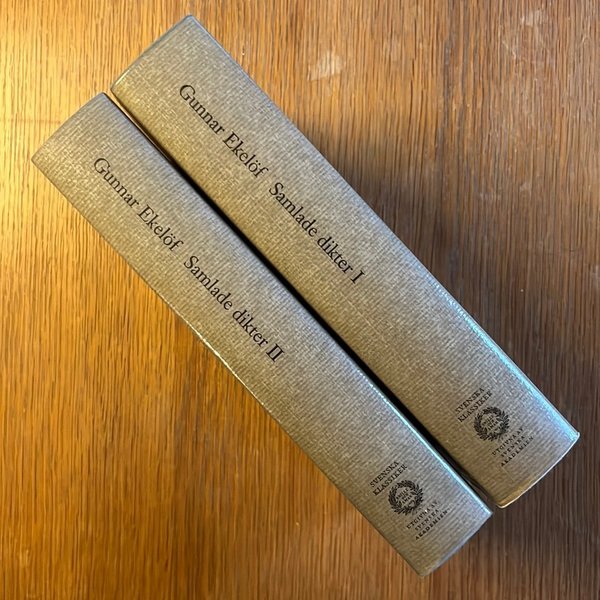 Gunnar Ekelöf Samlade dikter I
SVENSKA
KLASSIKER
UTGIVNA AV
SVENSKA
AKADEMIEN
Gunnar Ekelöf Samlade dikter II
SVENSKA
KLASSIKER
UTGIVNA AV
SVENSKA
AKADEMIEN